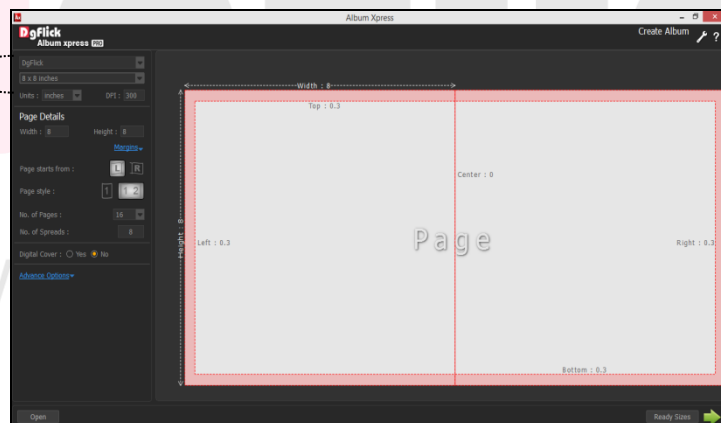 Album Xpress
DgFlick
Album xpress PRO
Create Album
?
DgFlick
8 x 8 inches
Units : inches DPI : 300
Page Details
Width : 8 Height : 8
Margins
Page starts from : L R
Page style : 1 1 2
No. of Pages : 16
No. of Spreads : 8
Digital Cover : Yes No
Advance Options
Width : 8
Top : 0.3
Center : 0
Height : 8
Left : 0.3
Page
Right : 0.3
Bottom : 0.3
Open
Ready Sizes